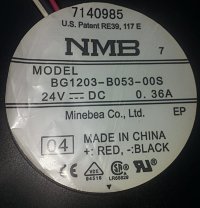 7140985
U.S. Patent RE39, 117 E
NMB 7
MODEL
BG1203-B053-00S
24V DC 0.36A
Minebea Co., Ltd. EP
04 MADE IN CHINA
+: RED, -: BLACK